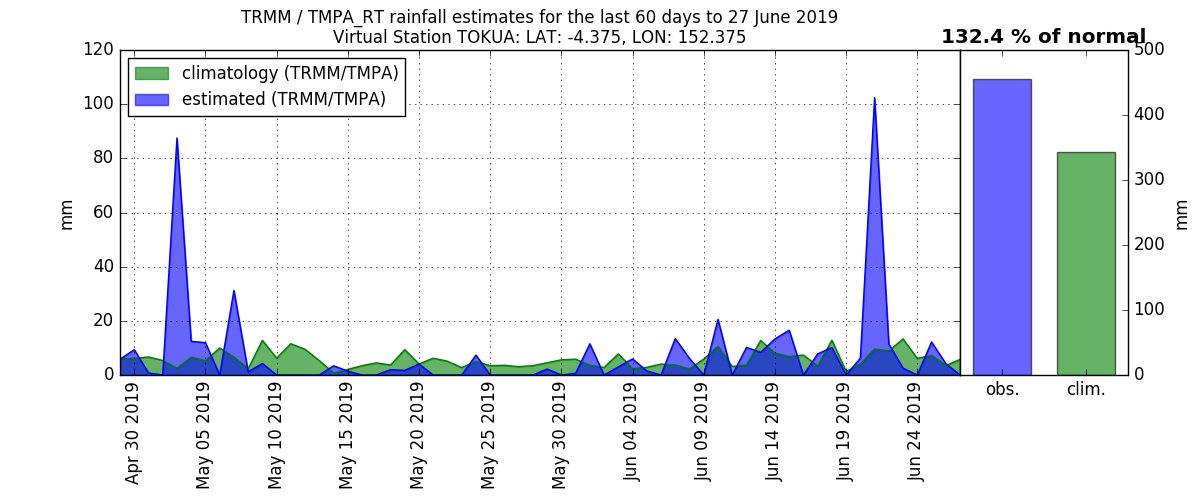 TRMM / TMPA_RT rainfall estimates for the last 60 days to 27 June 2019
Virtual Station TOKUA: LAT: -4.375, LON: 152.375
132.4 % of normal
climatology (TRMM/TMPA)
estimated (TRMM/TMPA)
120
100
80
60
40
20
0
mm
Apr 30 2019
May 05 2019
May 10 2019
May 15 2019
May 20 2019
May 25 2019
May 30 2019
Jun 04 2019
Jun 09 2019
Jun 14 2019
Jun 19 2019
Jun 24 2019
500
400
300
200
100
0
mm
obs.
clim.